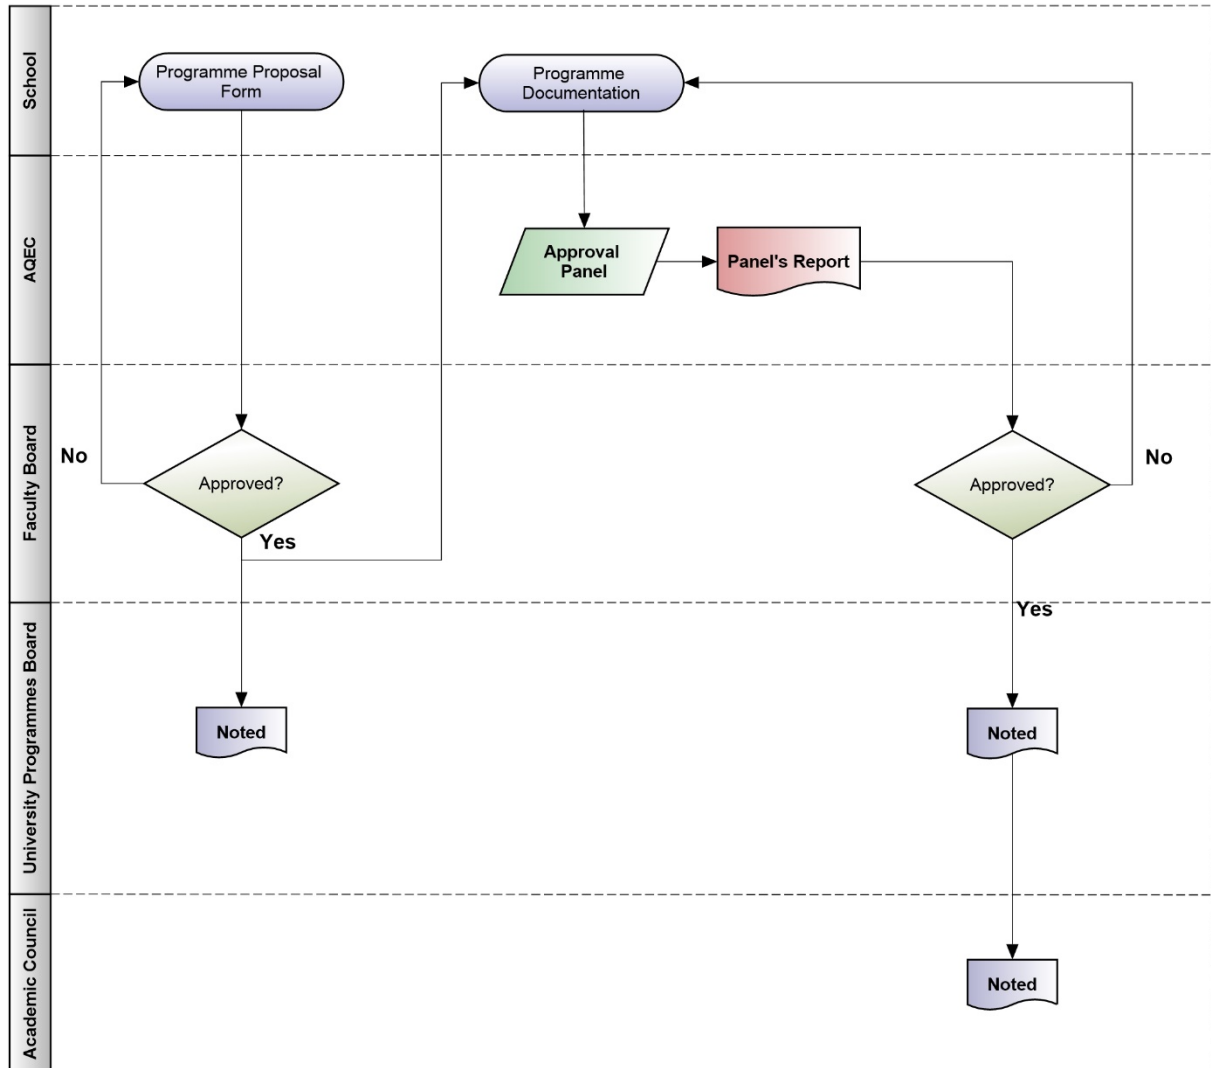 School
Programme Proposal
Form
Programme
Documentation
AQEC
Approval
Panel
Panel's Report
Faculty Board
No
Approved?
Yes
Approved?
No
Yes
University Programmes Board
Noted
Noted
Academic Council
Noted